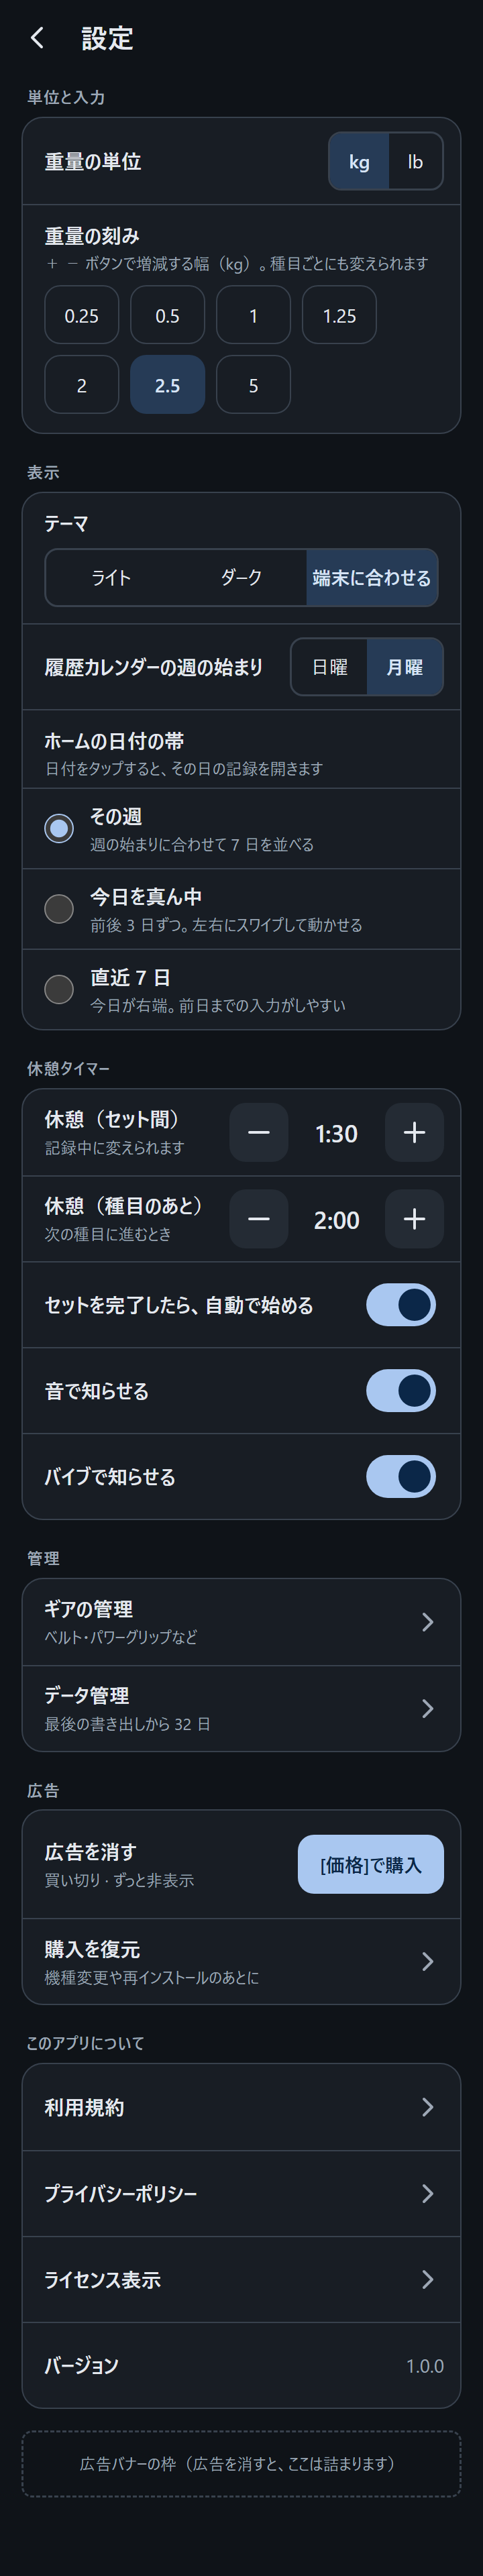 設定
単位と入力
重量の単位
kg
lb
重量の刻み
＋ − ボタンで増減する幅（kg）。種目ごとにも変えられます
0.25
0.5
1
1.25
2
2.5
5
表示
テーマ
ライト
ダーク
端末に合わせる
履歴カレンダーの週の始まり
日曜
月曜
ホームの日付の帯
日付をタップすると、その日の記録を開きます
その週
週の始まりに合わせて 7 日を並べる
今日を真ん中
前後 3 日ずつ。左右にスワイプして動かせる
直近 7 日
今日が右端。前日までの入力がしやすい
休憩タイマー
休憩（セット間）
記録中に変えられます
1:30
休憩（種目のあと）
次の種目に進むとき
2:00
セットを完了したら、自動で始める
音で知らせる
バイブで知らせる
管理
ギアの管理
ベルト・パワーグリップなど
データ管理
最後の書き出しから 32 日
広告
広告を消す
買い切り · ずっと非表示
[価格]で購入
購入を復元
機種変更や再インストールのあとに
このアプリについて
利用規約
プライバシーポリシー
ライセンス表示
バージョン
1.0.0
広告バナーの枠（広告を消すと、ここは詰まります）